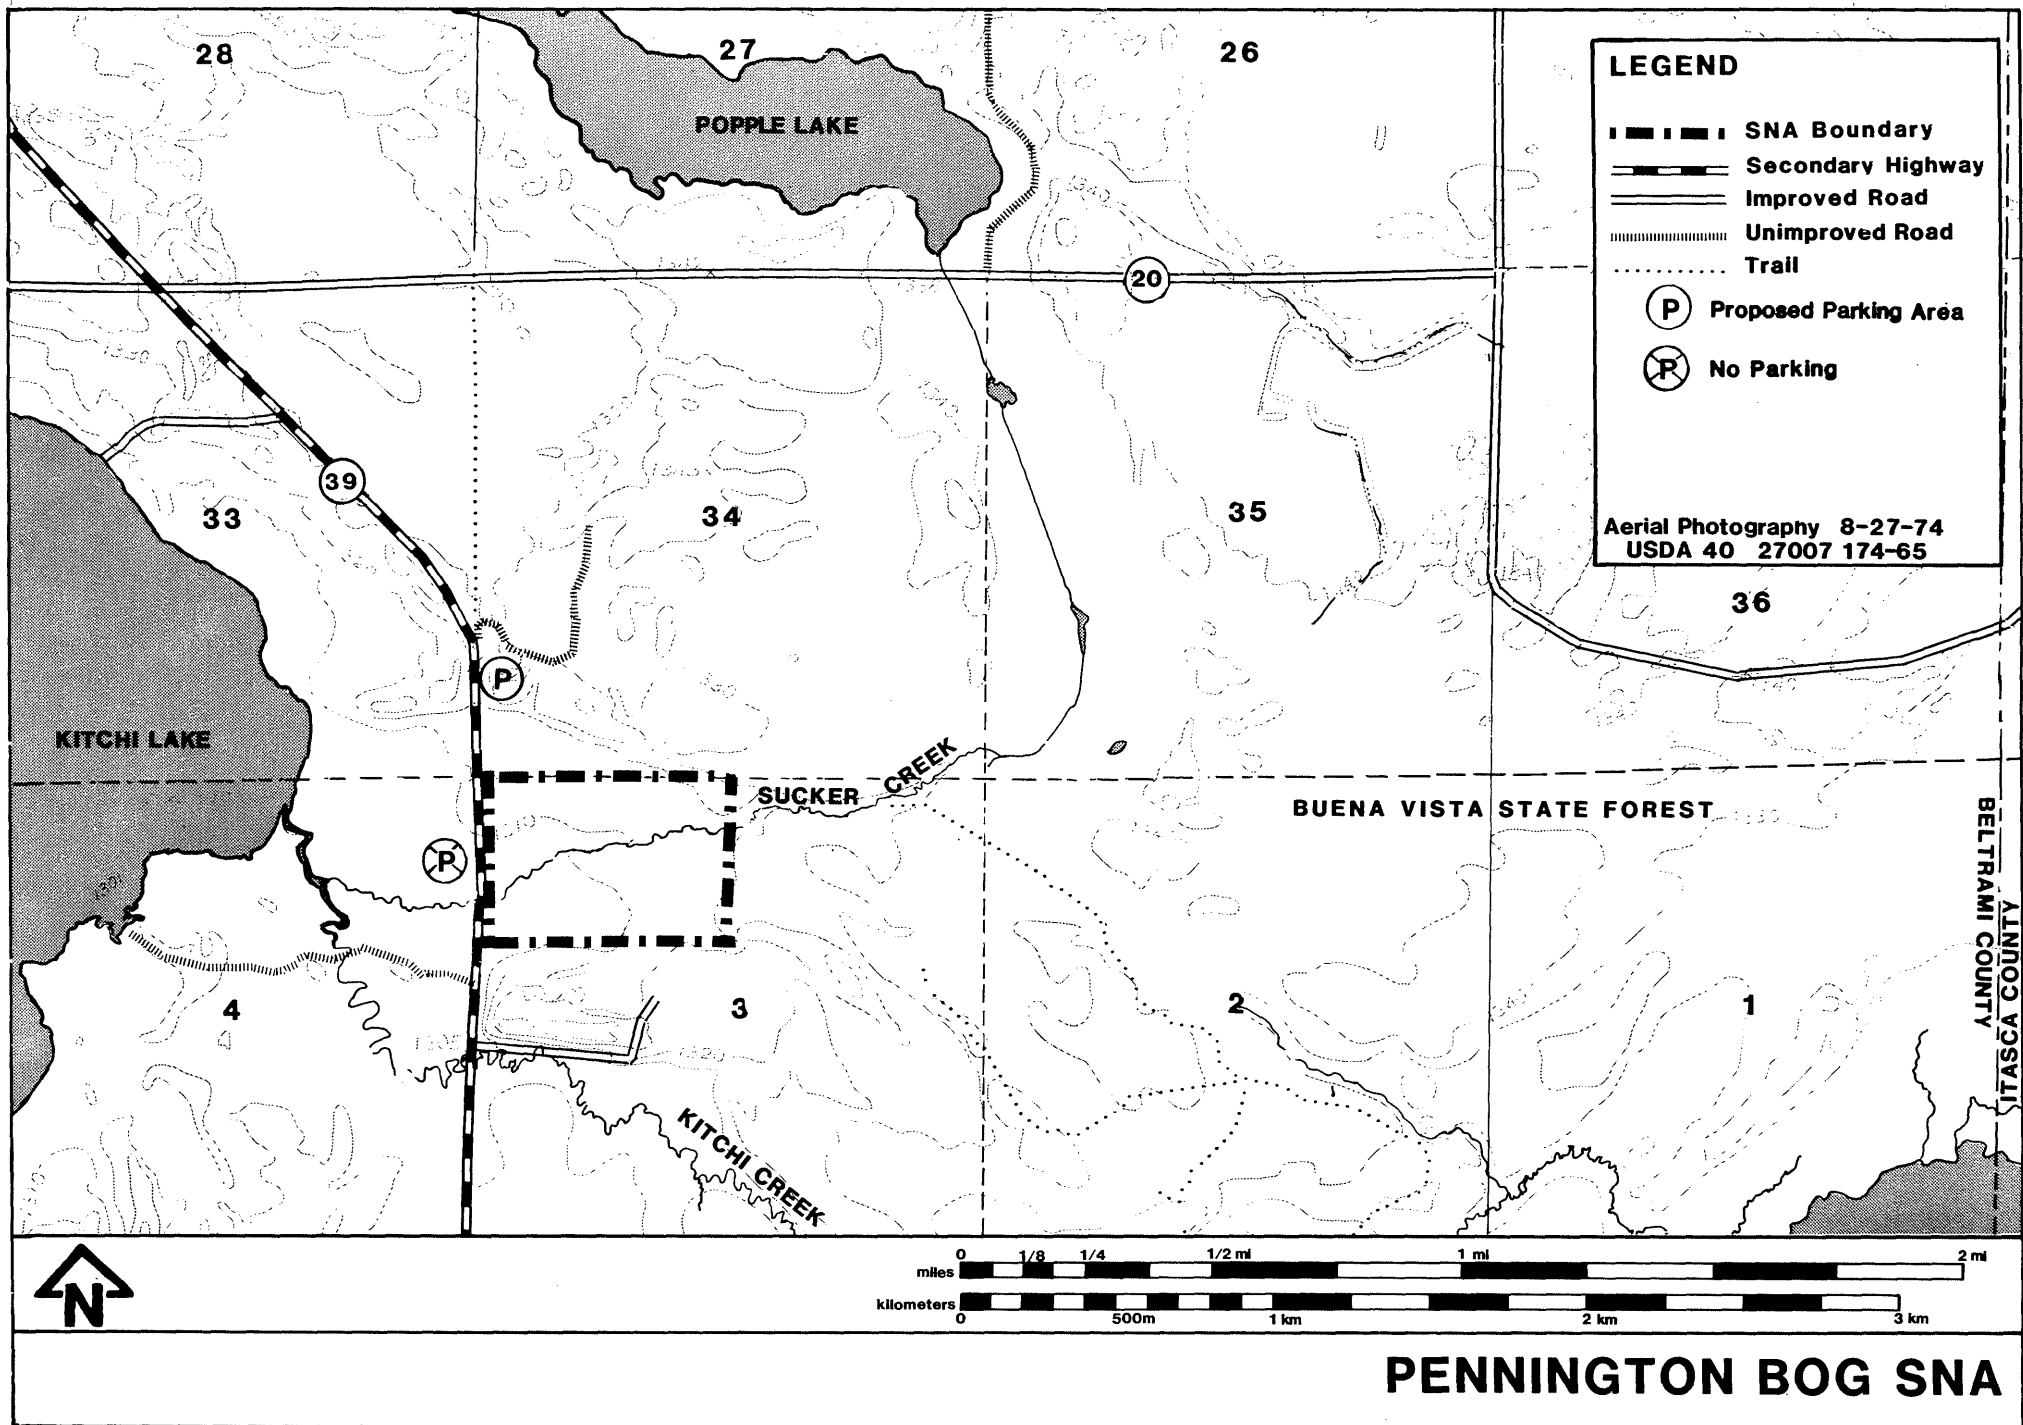 28
27
26
POPPLE LAKE
LEGEND
SNA Boundary
Secondary Highway
Improved Road
Unimproved Road
Trail
P Proposed Parking Area
P No Parking
Aerial Photography 8-27-74
USDA 40 27007 174-65
1340
20
39
33
34
35
36
P
KITCHI LAKE
SUCKER CREEK
BUENA VISTA STATE FOREST
P
1301
BELTRAMI COUNTY
ITASCA COUNTY
4
3
2
1
1320
KITCHI CREEK
N
miles 0 1/8 1/4 1/2 mi 1 mi 2 mi
kilometers 0 500m 1 km 2 km 3 km
PENNINGTON BOG SNA